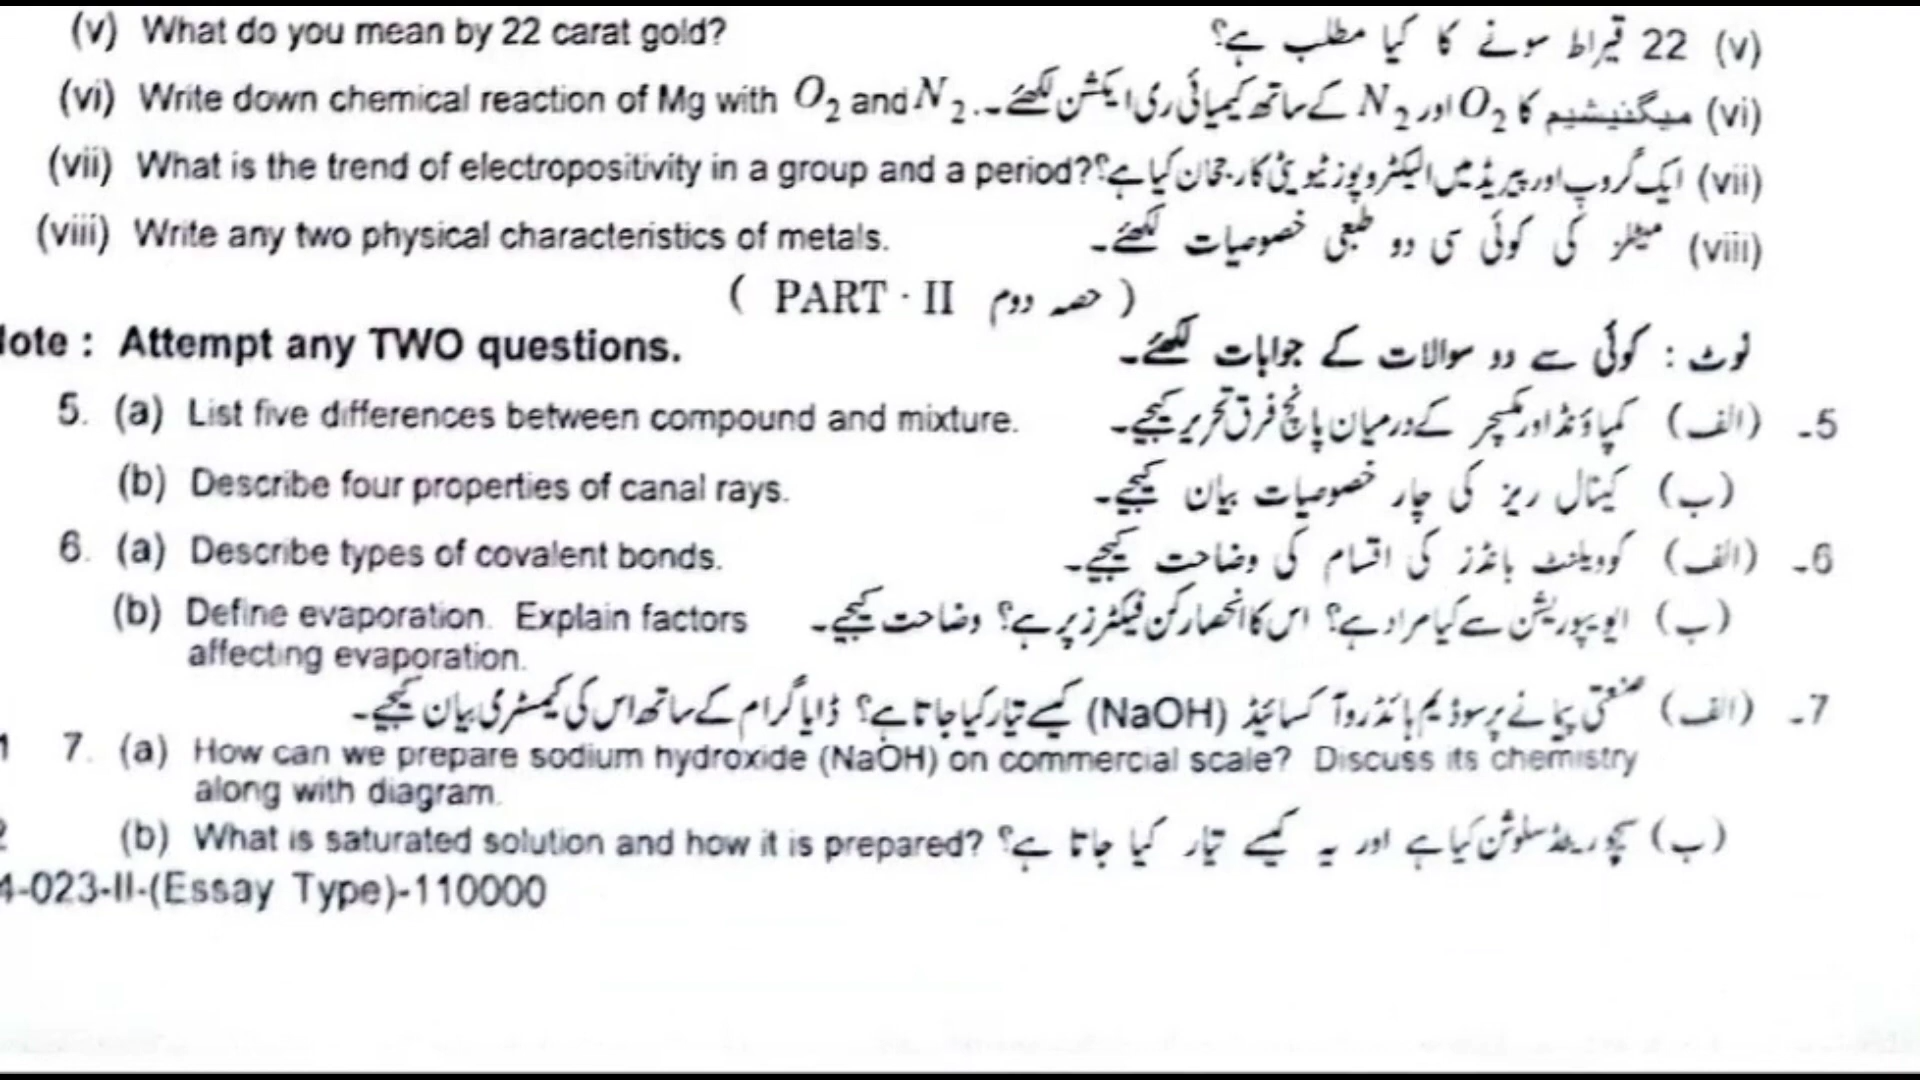 (v) What do you mean by 22 carat gold? (v) 22 قیراط سونے کا کیا مطلب ہے؟
(vi) Write down chemical reaction of Mg with O2 and N2. (vi) میگنیشیم کا O2 اور N2 کے ساتھ کیمیائی ری ایکشن لکھئے۔
(vii) What is the trend of electropositivity in a group and a period? (vii) ایک گروپ اور پیریڈ میں الیکٹروپوزیٹیویٹی کا رجحان کیا ہے؟
(viii) Write any two physical characteristics of metals. (viii) میٹلز کی کوئی سی دو طبعی خصوصیات لکھئے۔
( PART - II حصہ دوم )
lote : Attempt any TWO questions. نوٹ : کوئی سے دو سوالات کے جوابات لکھئے۔
5. (a) List five differences between compound and mixture. 5۔ (الف) کمپاؤنڈ اور مکسچر کے درمیان پانچ فرق تحریر کیجیے۔
(b) Describe four properties of canal rays. (ب) کینال ریز کی چار خصوصیات بیان کیجیے۔
6. (a) Describe types of covalent bonds. 6۔ (الف) کوویلنٹ بانڈز کی اقسام کی وضاحت کیجیے۔
(b) Define evaporation. Explain factors (ب) ایویپوریشن سے کیا مراد ہے؟ اس کا انحصار کن فیکٹرز پر ہے؟ وضاحت کیجیے۔
affecting evaporation.
7۔ (الف) صنعتی پیمانے پر سوڈیم ہائڈروآکسائیڈ (NaOH) کیسے تیار کیا جاتا ہے؟ ڈایاگرام کے ساتھ اس کی کیمسٹری بیان کیجیے۔
1 7. (a) How can we prepare sodium hydroxide (NaOH) on commercial scale? Discuss its chemistry
along with diagram.
2 (b) What is saturated solution and how it is prepared? (ب) سیچوریٹڈ سلوشن کیا ہے اور یہ کیسے تیار کیا جاتا ہے؟
4-023-II-(Essay Type)-110000